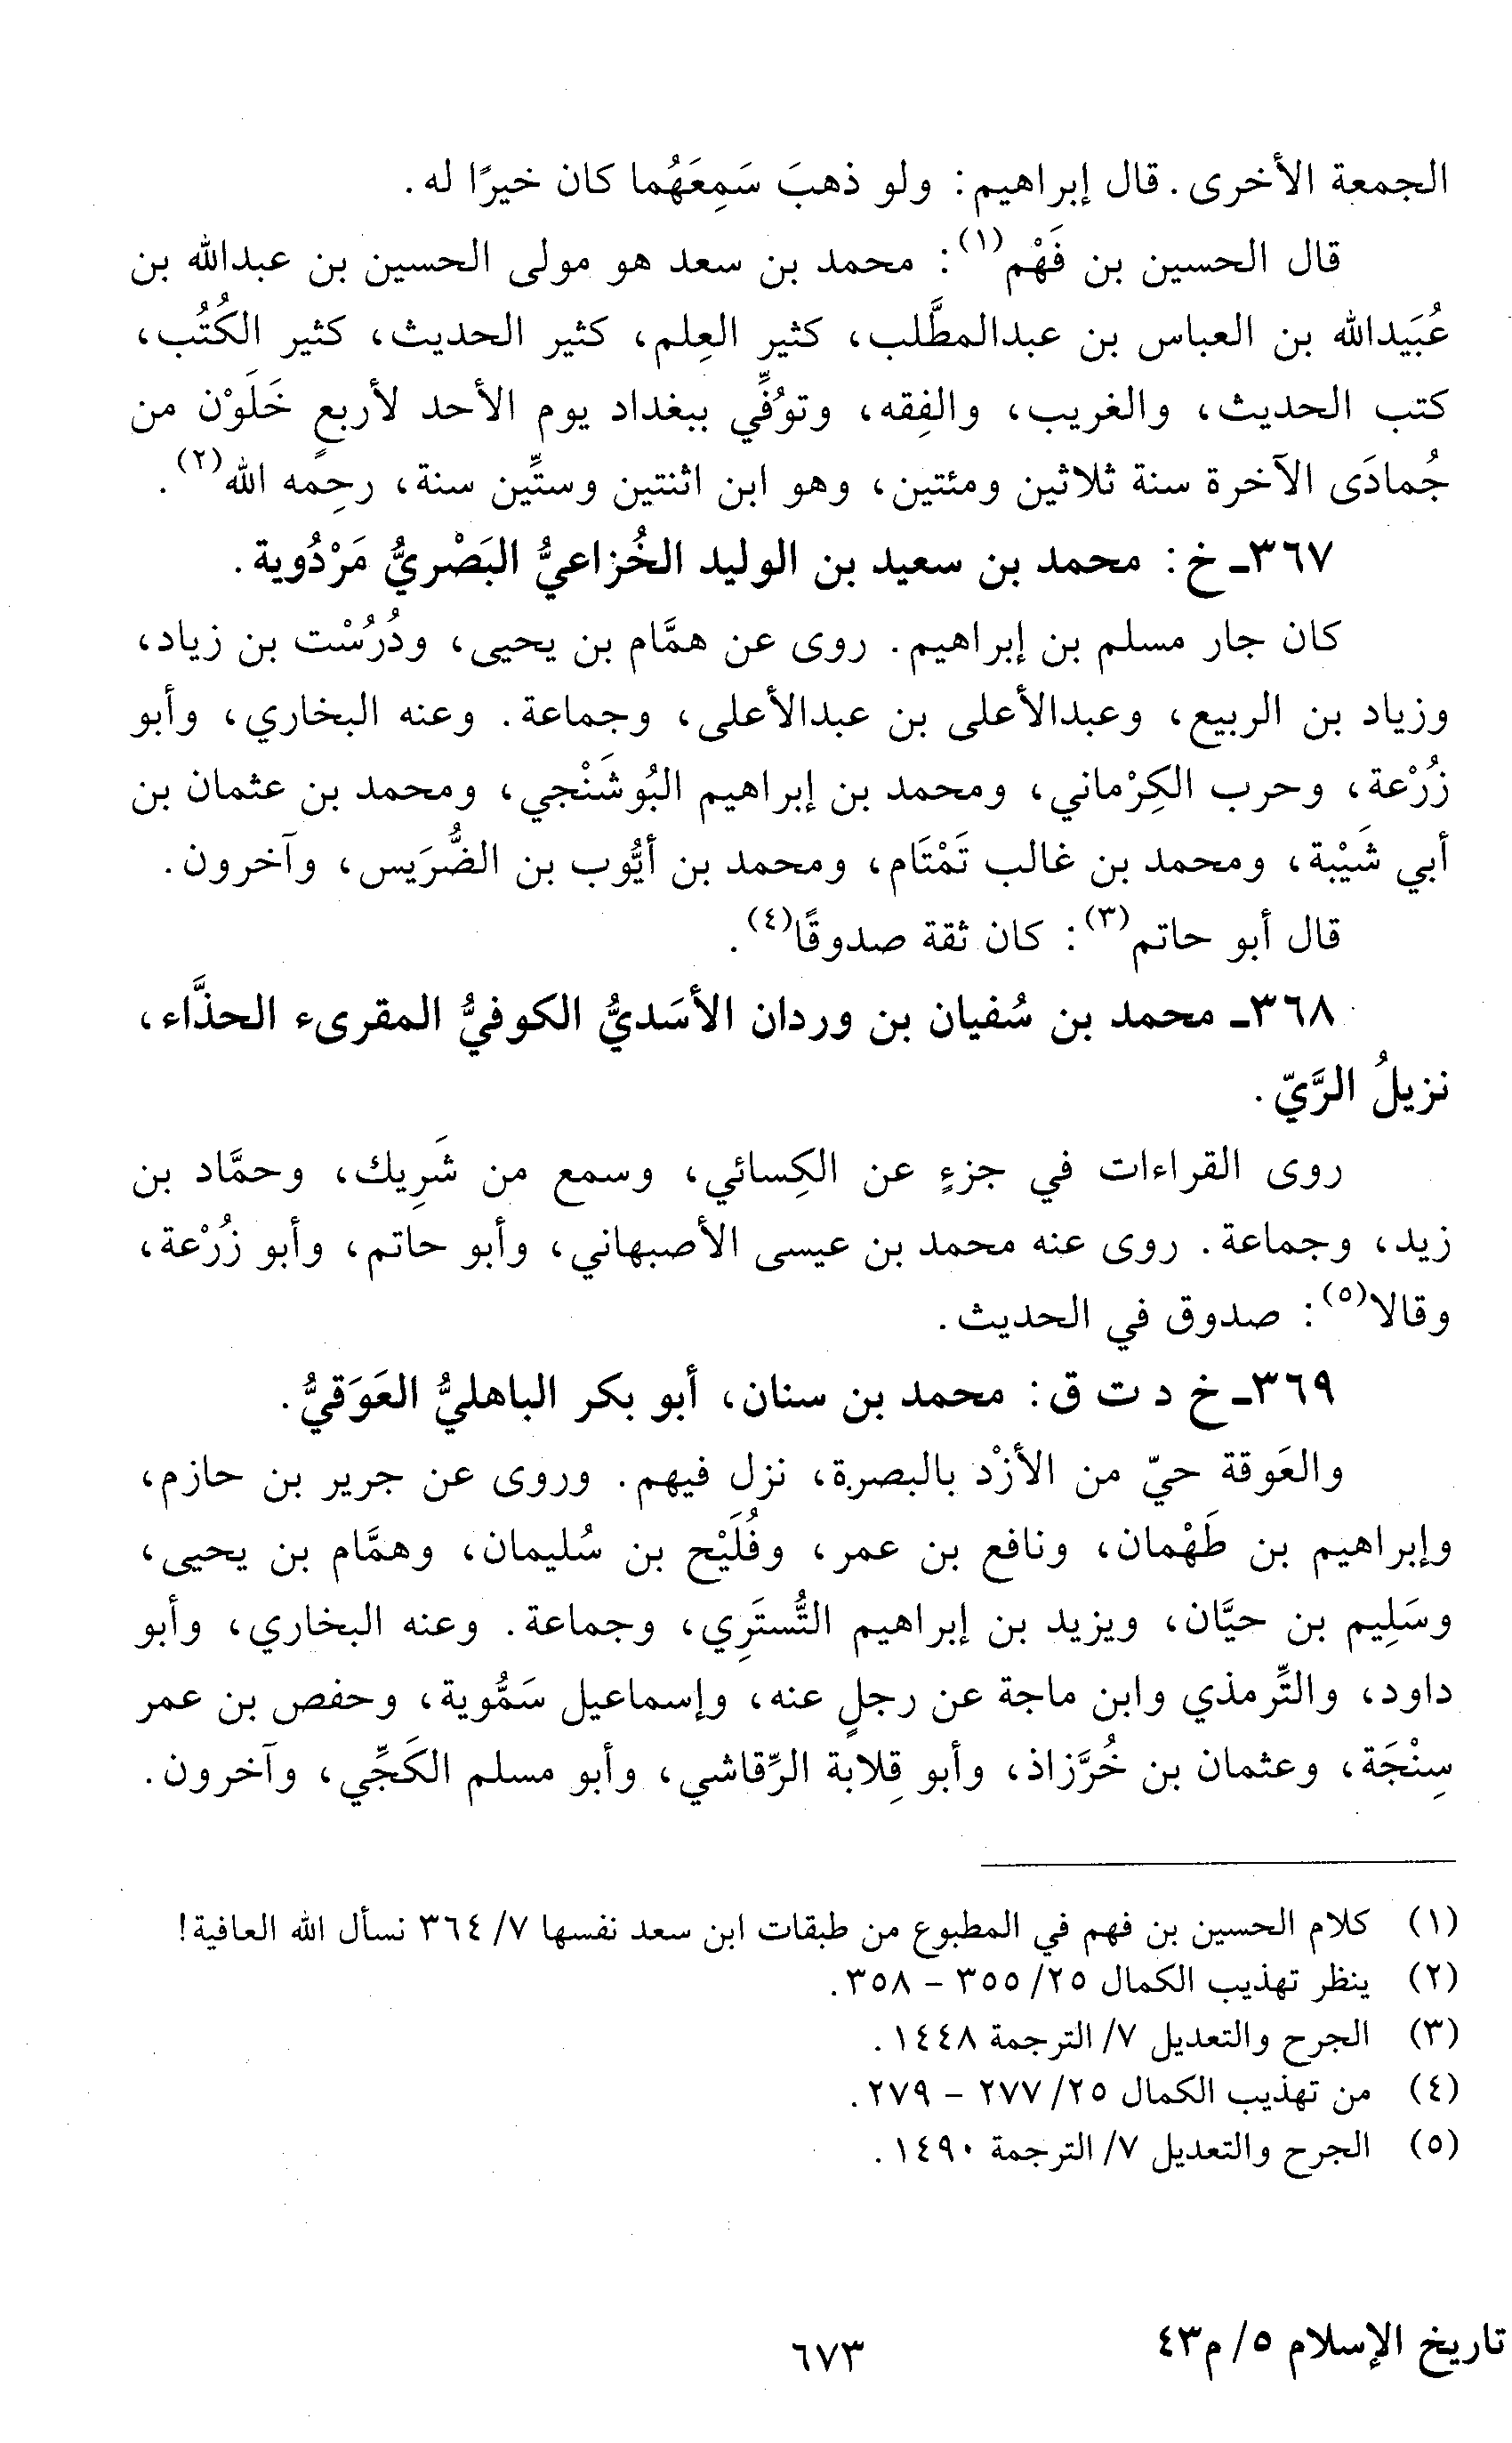 الجمعة الأخرى. قال إبراهيم: ولو ذهبَ سَمِعَهُما كان خيرًا له.
قال الحسين بن فَهْم(١): محمد بن سعد هو مولى الحسين بن عبدالله بن
عُبَيدالله بن العباس بن عبدالمطَّلب، كثير العِلم، كثير الحديث، كثير الكُتُب،
كتب الحديث، والغريب، والفِقه، وتوُفِّي ببغداد يوم الأحد لأربعٍ خَلَوْن من
جُمادَى الآخرة سنة ثلاثين ومئتين، وهو ابن اثنتين وستِّين سنة، رحِمه الله(٢).
٣٦٧ـ خ: محمد بن سعيد بن الوليد الخُزاعيُّ البَصْريُّ مَرْدُوية.
كان جار مسلم بن إبراهيم. روى عن همَّام بن يحيى، ودُرُسْت بن زياد،
وزياد بن الربيع، وعبدالأعلى بن عبدالأعلى، وجماعة. وعنه البخاري، وأبو
زُرْعة، وحرب الكِرْماني، ومحمد بن إبراهيم البُوشَنْجي، ومحمد بن عثمان بن
أبي شَيْبة، ومحمد بن غالب تَمْتَام، ومحمد بن أيُّوب بن الضُّرَيس، وآخرون.
قال أبو حاتم(٣): كان ثقة صدوقًا(٤).
٣٦٨ـ محمد بن سُفيان بن وردان الأسَديُّ الكوفيُّ المقرىء الحذَّاء،
نزيلُ الرَّيّ.
روى القراءات في جزءٍ عن الكِسائي، وسمع من شَرِيك، وحمَّاد بن
زيد، وجماعة. روى عنه محمد بن عيسى الأصبهاني، وأبو حاتم، وأبو زُرْعة،
وقالا(٥): صدوق في الحديث.
٣٦٩ـ خ د ت ق: محمد بن سنان، أبو بكر الباهليُّ العَوَقيُّ.
والعَوقة حيّ من الأزْد بالبصرة، نزل فيهم. وروى عن جرير بن حازم،
وإبراهيم بن طَهْمان، ونافع بن عمر، وفُلَيْح بن سُليمان، وهمَّام بن يحيى،
وسَلِيم بن حيَّان، ويزيد بن إبراهيم التُّستَرِي، وجماعة. وعنه البخاري، وأبو
داود، والتِّرمذي وابن ماجة عن رجلٍ عنه، وإسماعيل سَمُّوية، وحفص بن عمر
سِنْجَة، وعثمان بن خُرَّزاذ، وأبو قِلابة الرِّقاشي، وأبو مسلم الكَجِّي، وآخرون.
(١) كلام الحسين بن فهم في المطبوع من طبقات ابن سعد نفسها ٧/ ٣٦٤ نسأل الله العافية!
(٢) ينظر تهذيب الكمال ٢٥/ ٣٥٥ – ٣٥٨.
(٣) الجرح والتعديل ٧/ الترجمة ١٤٤٨.
(٤) من تهذيب الكمال ٢٥/ ٢٧٧ – ٢٧٩.
(٥) الجرح والتعديل ٧/ الترجمة ١٤٩٠.
تاريخ الإسلام ٥/ م٤٣
٦٧٣